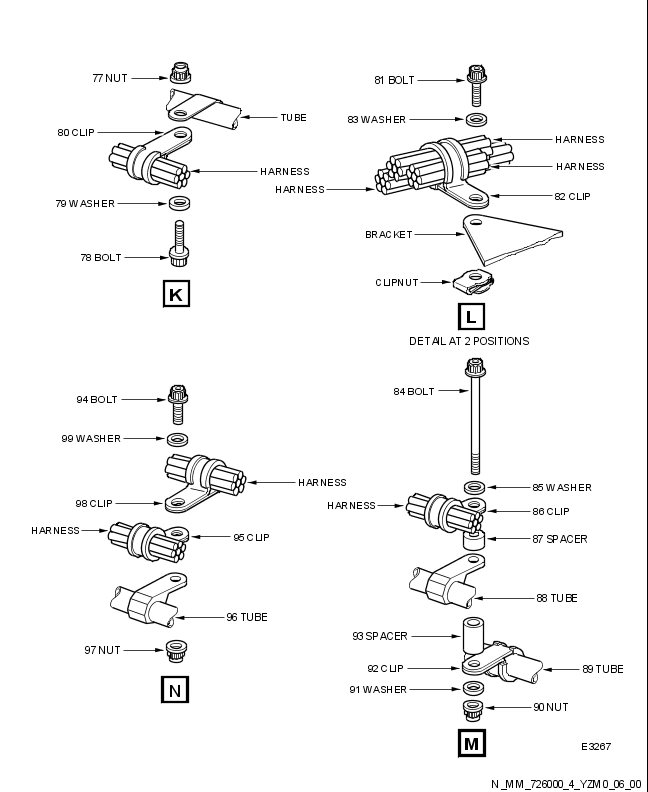 77 NUT
TUBE
80 CLIP
HARNESS
79 WASHER
78 BOLT
K
81 BOLT
83 WASHER
HARNESS
HARNESS
HARNESS
82 CLIP
BRACKET
CLIPNUT
L
DETAIL AT 2 POSITIONS
94 BOLT
99 WASHER
HARNESS
98 CLIP
HARNESS
95 CLIP
96 TUBE
97 NUT
N
84 BOLT
85 WASHER
HARNESS
86 CLIP
87 SPACER
88 TUBE
93 SPACER
92 CLIP
89 TUBE
91 WASHER
90 NUT
M
E3267
N_MM_726000_4_YZM0_06_00